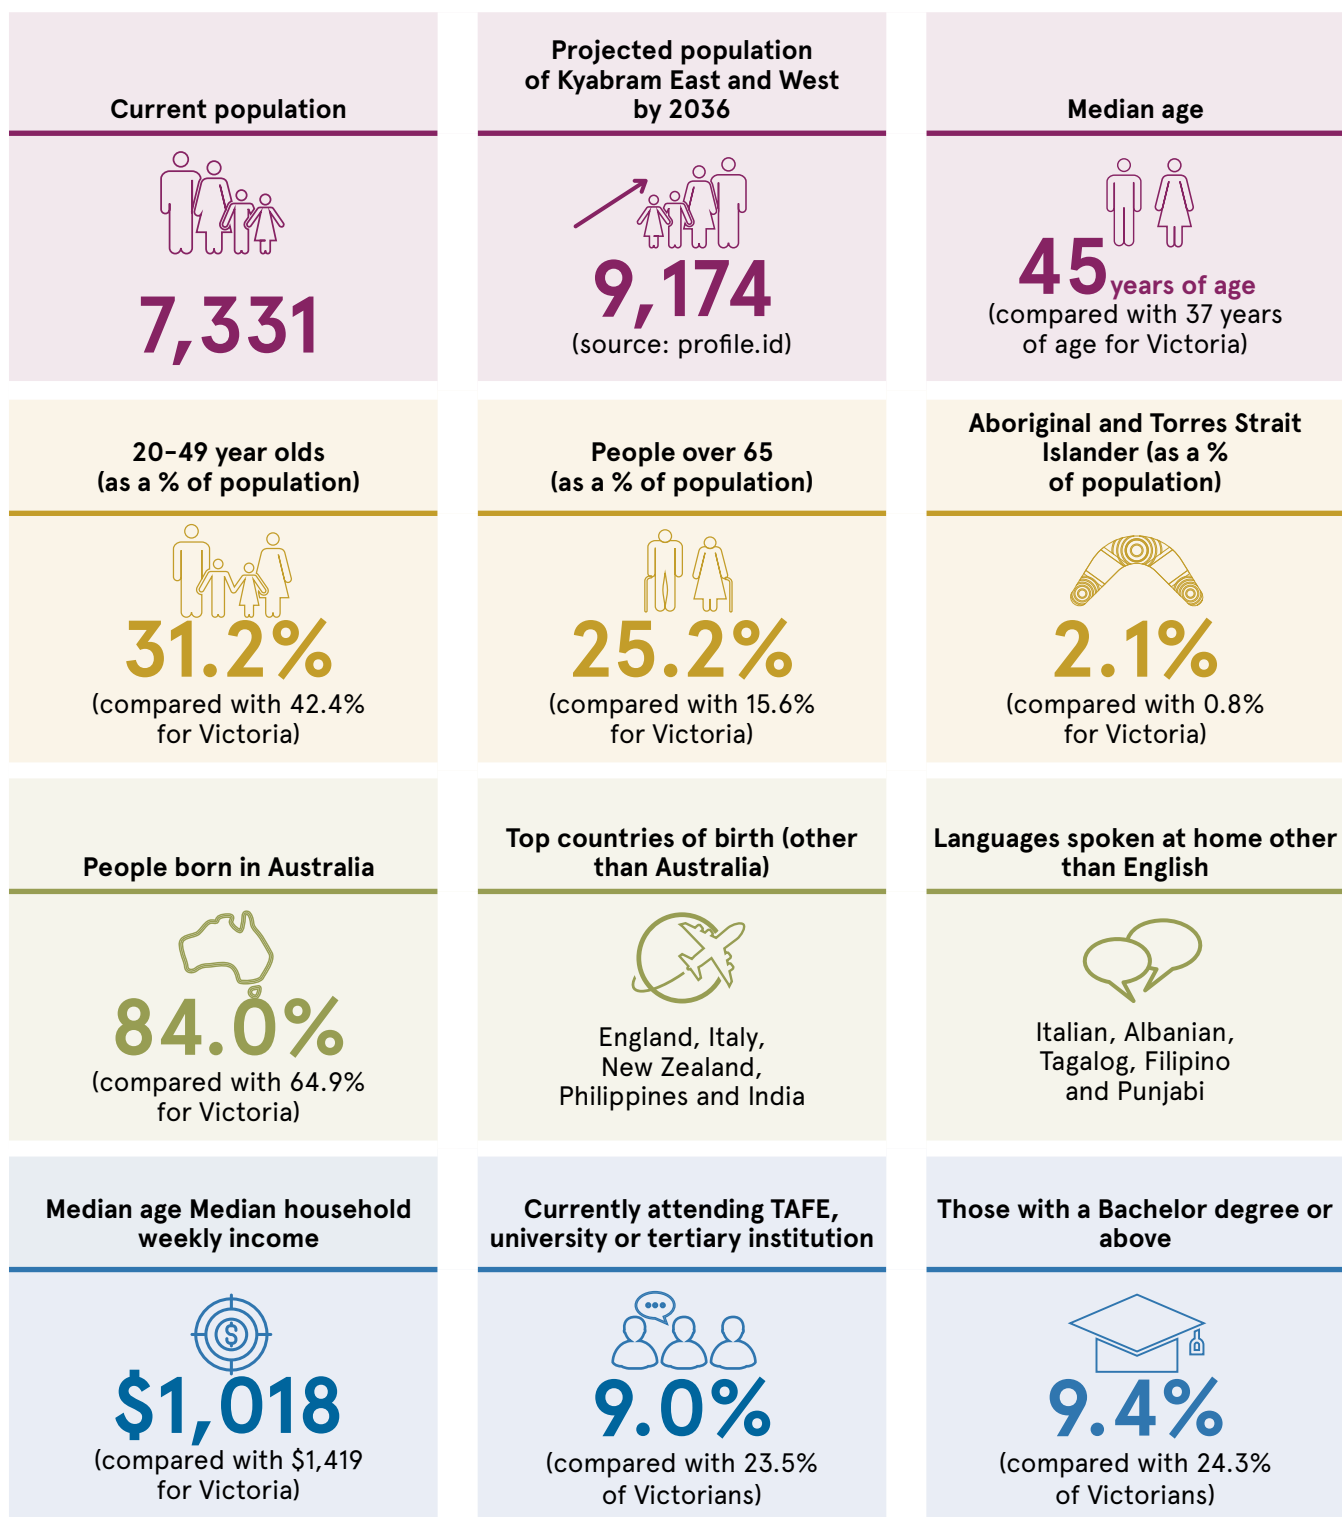 Current population
7,331
Projected population
of Kyabram East and West
by 2036
9,174
(source: profile.id)
Median age
45 years of age
(compared with 37 years
of age for Victoria)
20-49 year olds
(as a % of population)
31.2%
(compared with 42.4%
for Victoria)
People over 65
(as a % of population)
25.2%
(compared with 15.6%
for Victoria)
Aboriginal and Torres Strait
Islander (as a %
of population)
2.1%
(compared with 0.8%
for Victoria)
People born in Australia
84.0%
(compared with 64.9%
for Victoria)
Top countries of birth (other
than Australia)
England, Italy,
New Zealand,
Philippines and India
Languages spoken at home other
than English
Italian, Albanian,
Tagalog, Filipino
and Punjabi
Median age Median household
weekly income
$
$1,018
(compared with $1,419
for Victoria)
Currently attending TAFE,
university or tertiary institution
9.0%
(compared with 23.5%
of Victorians)
Those with a Bachelor degree or
above
9.4%
(compared with 24.3%
of Victorians)